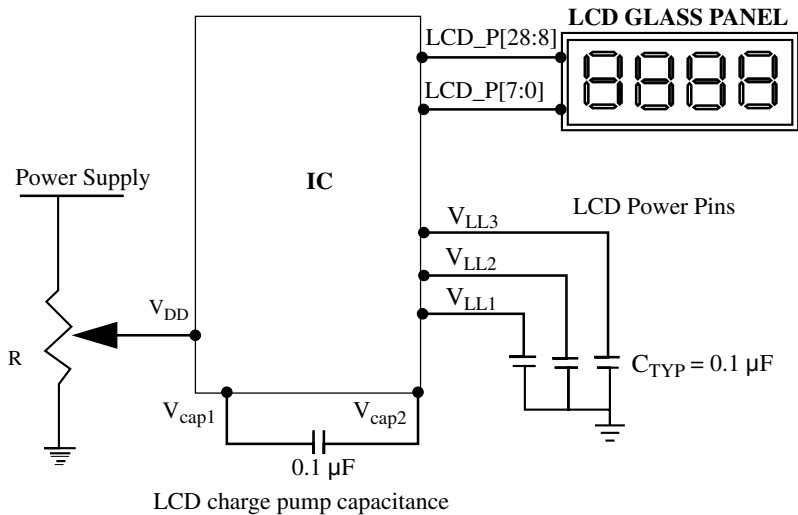 LCD GLASS PANEL
LCD_P[28:8]
LCD_P[7:0]
IC
Power Supply
LCD Power Pins
VLL3
VLL2
VLL1
VDD
R
CTYP = 0.1 µF
Vcap1
Vcap2
0.1 µF
LCD charge pump capacitance